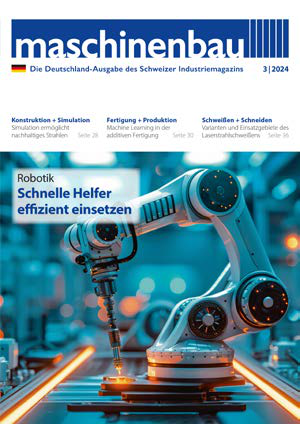 maschinenbau
Die Deutschland-Ausgabe des Schweizer Industriemagazins
3 | 2024
Konstruktion + Simulation
Simulation ermöglicht
nachhaltiges Strahlen Seite 28
Fertigung + Produktion
Machine Learning in der
additiven Fertigung Seite 30
Schweißen + Schneiden
Varianten und Einsatzgebiete des
Laserstrahlschweißens Seite 36
Robotik
Schnelle Helfer
effizient einsetzen